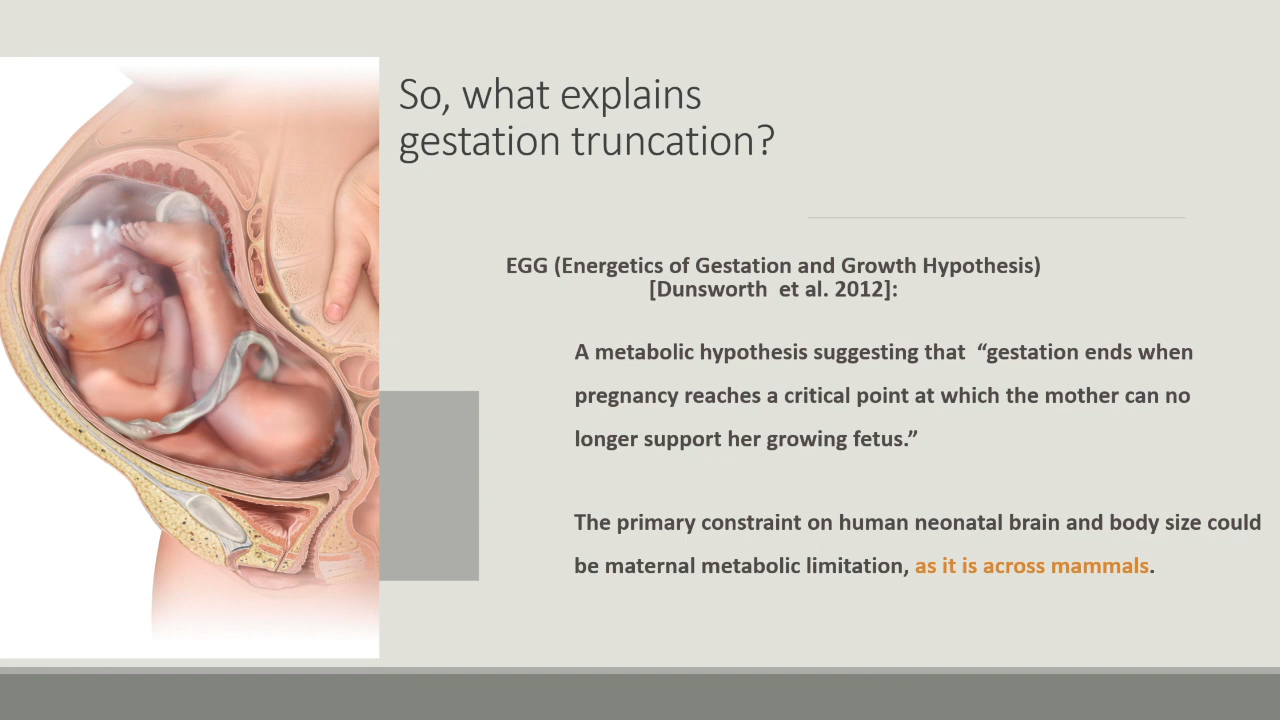 So, what explains
gestation truncation?
EGG (Energetics of Gestation and Growth Hypothesis)
[Dunsworth  et al. 2012]:
A metabolic hypothesis suggesting that  “gestation ends when
pregnancy reaches a critical point at which the mother can no
longer support her growing fetus.”
The primary constraint on human neonatal brain and body size could
be maternal metabolic limitation, as it is across mammals.